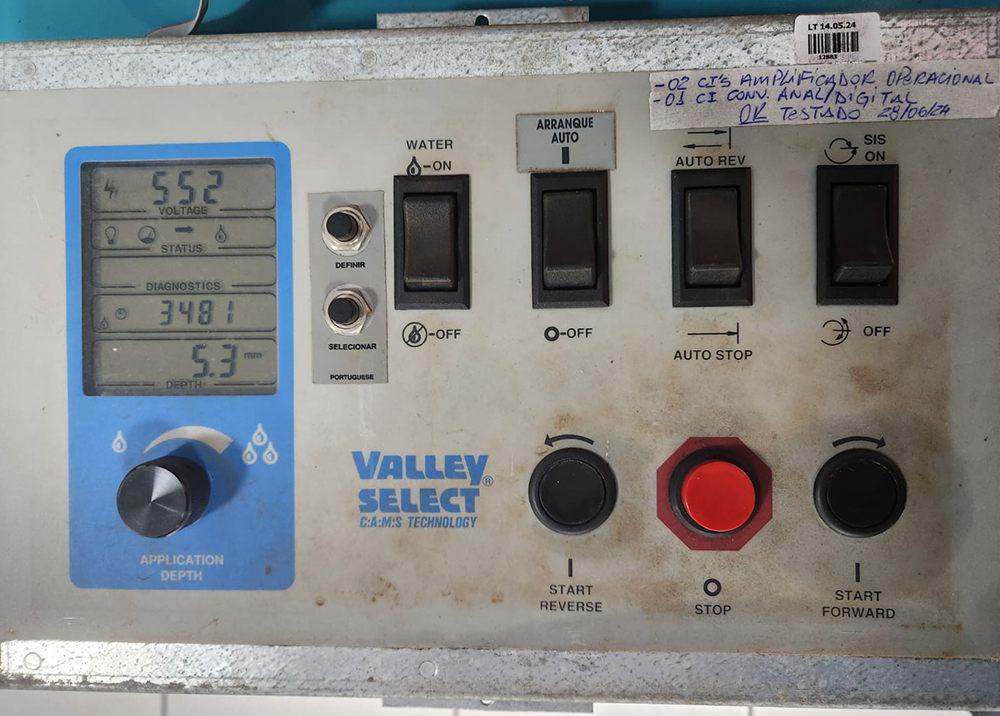 LT 14.05.24
12883
-02 CI's AMPLIFICADOR OPERACIONAL
-01 CI CONV. ANAL/DIGITAL
OK TESTADO 28/06/24
552
VOLTAGE
STATUS
DIAGNOSTICS
3481
5.3 mm
DEPTH
APPLICATION
DEPTH
DEFINIR
SELECIONAR
PORTUGUESE
WATER
-ON
-OFF
ARRANQUE
AUTO
O-OFF
AUTO REV
AUTO STOP
SIS
ON
OFF
VALLEY®
SELECT
C:A:M:S TECHNOLOGY
START
REVERSE
STOP
START
FORWARD